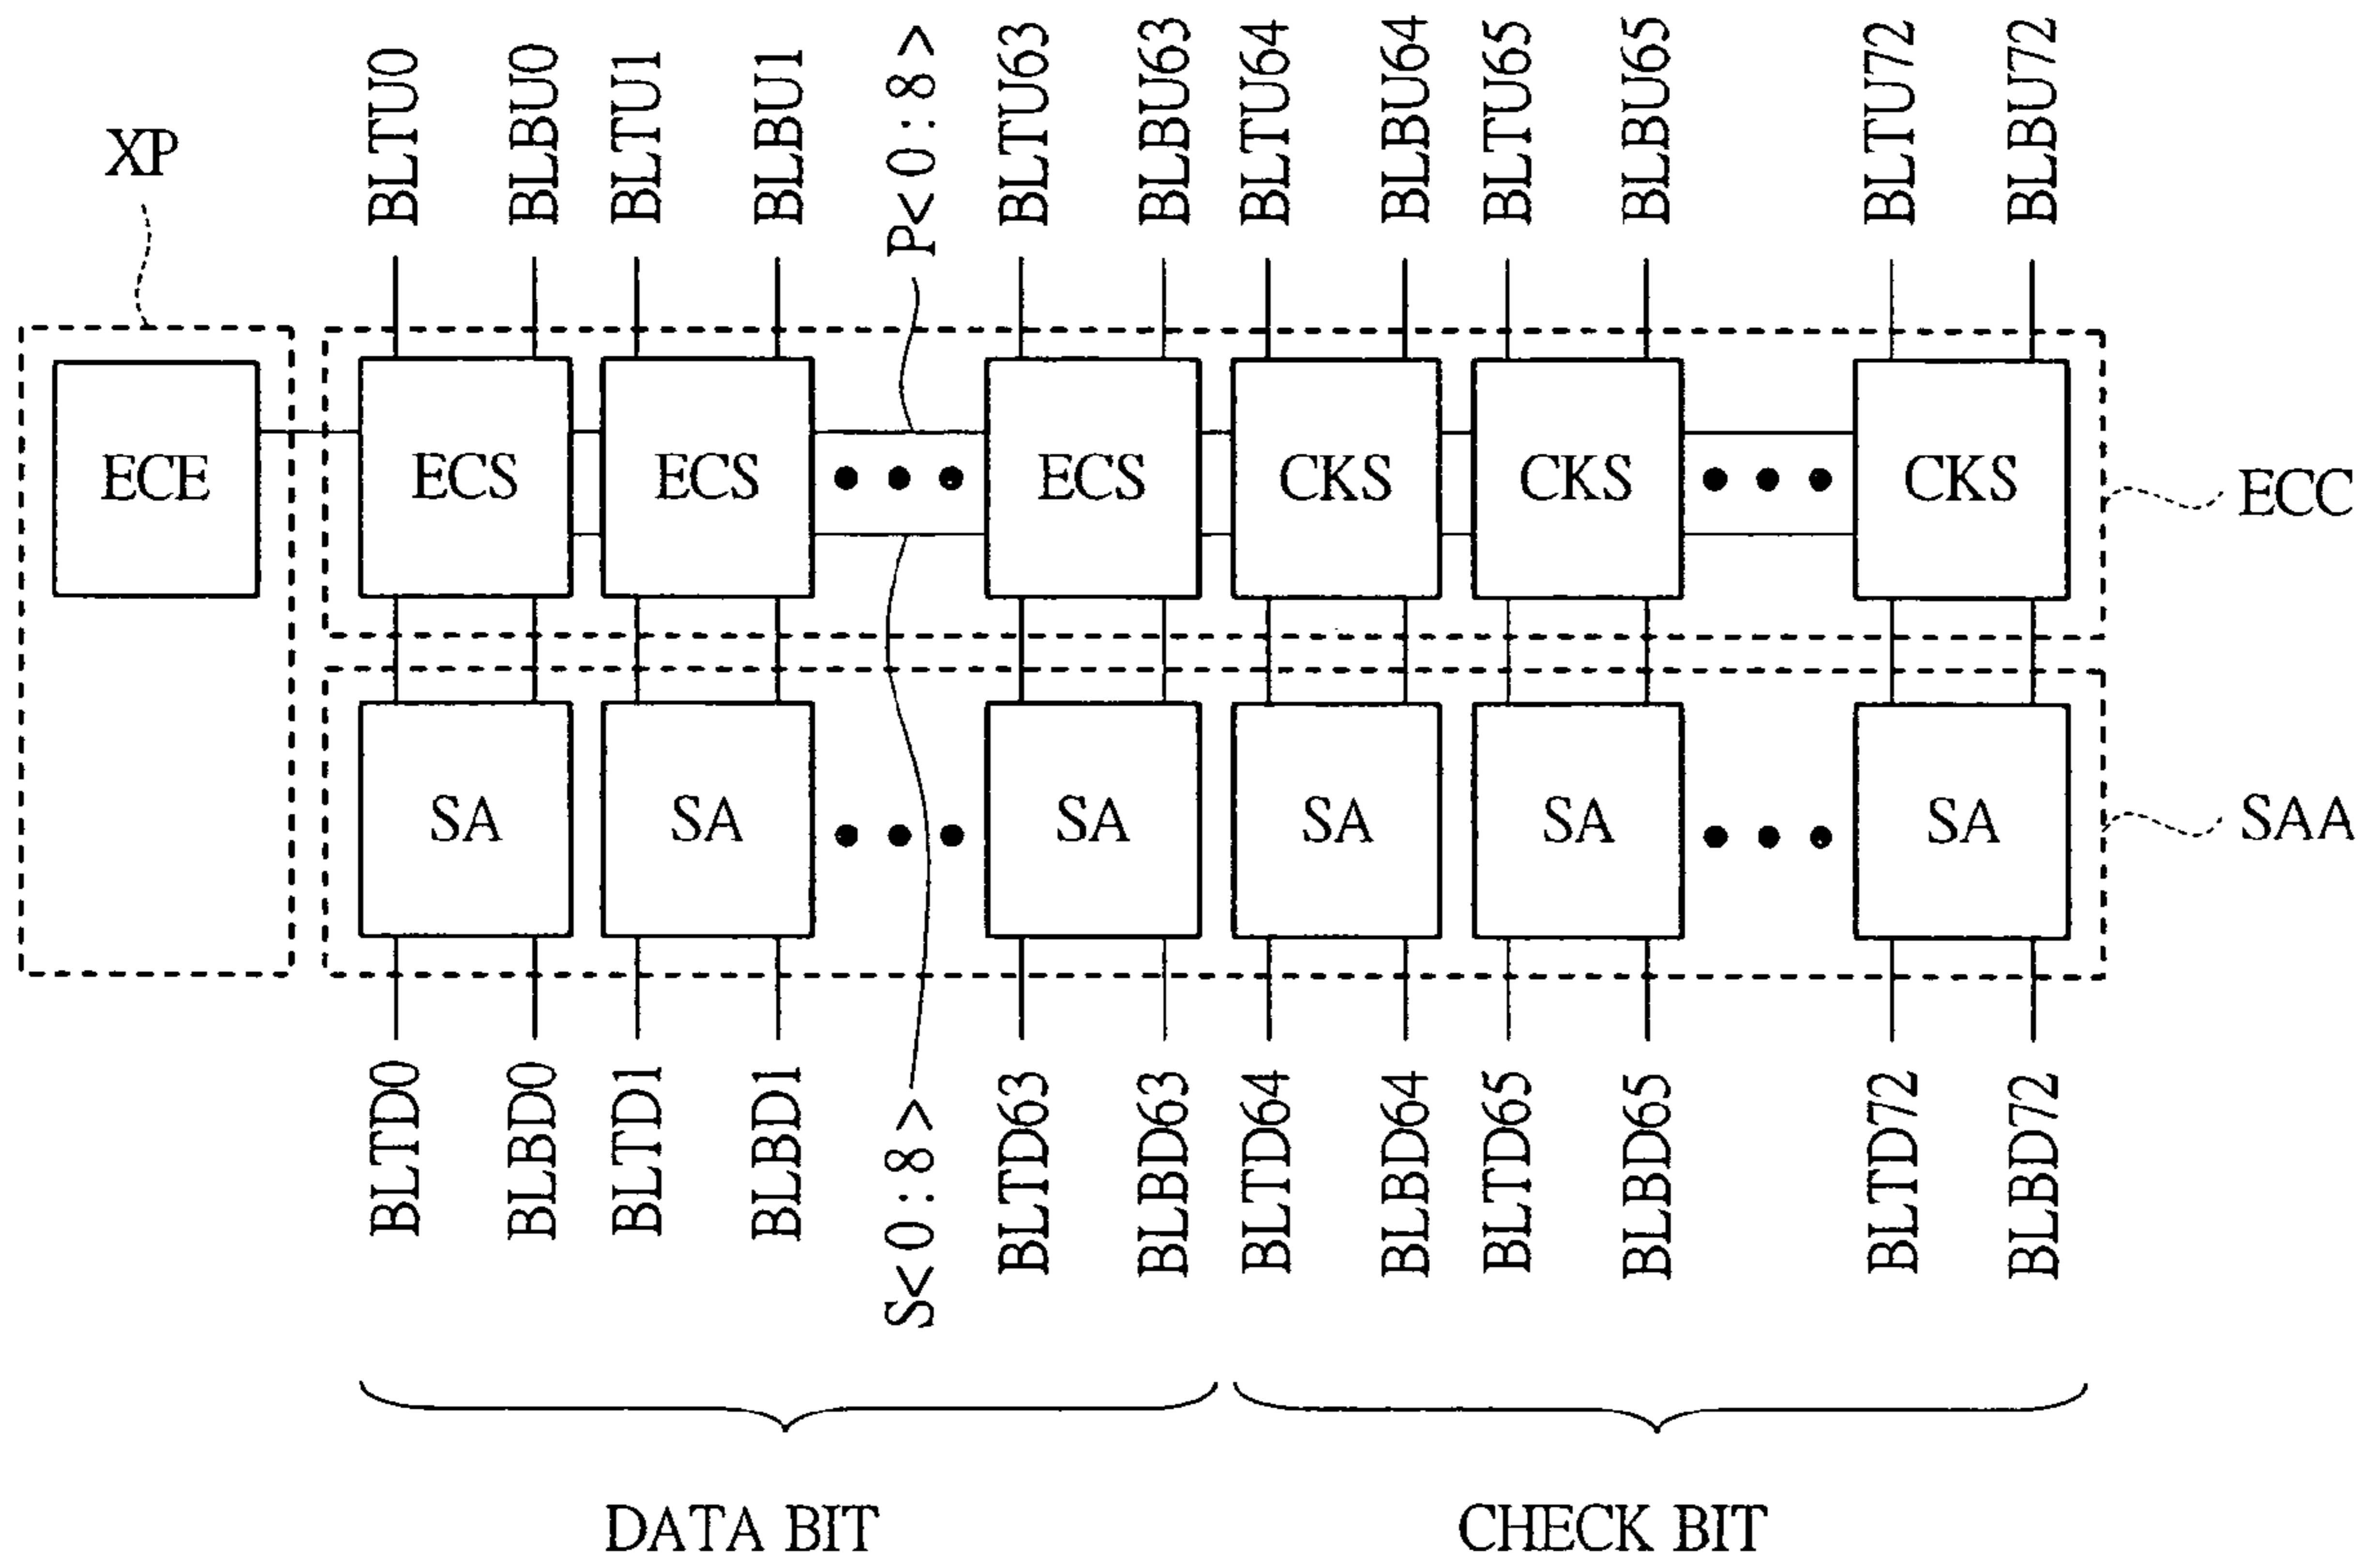 XP
BLTU0
BLBU0
BLTU1
BLBU1
P<0:8>
BLTU63
BLBU63
BLTU64
BLBU64
BLTU65
BLBU65
BLTU72
BLBU72
ECE
ECS
ECS
ECS
CKS
CKS
CKS
ECC
SA
SA
SA
SA
SA
SA
SAA
BLTD0
BLBD0
BLTD1
BLBD1
S<0:8>
BLTD63
BLBD63
BLTD64
BLBD64
BLTD65
BLBD65
BLTD72
BLBD72
DATA BIT
CHECK BIT